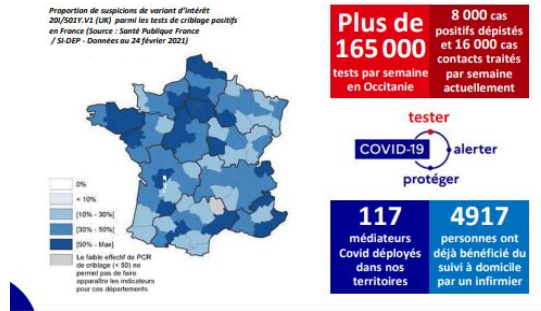 Proportion de suspicions de variant d'intérêt
20I/501Y.V1 (UK) parmi les tests de criblage positifs
en France (Source : Santé Publique France
/ SI-DEP - Données au 24 février 2021)
0%
< 10%
[10% - 30%[
[30% - 50%[
[50% - Max]
Le faible effectif de PCR
de criblage (< 50) ne
permet pas de faire
apparaître les indicateurs
pour ces départements.
Plus de
165 000
tests par semaine
en Occitanie
8 000 cas
positifs dépistés
et 16 000 cas
contacts traités
par semaine
actuellement
tester
COVID-19
alerter
protéger
117
médiateurs
Covid déployés
dans nos
territoires
4917
personnes ont
déjà bénéficié du
suivi à domicile
par un infirmier